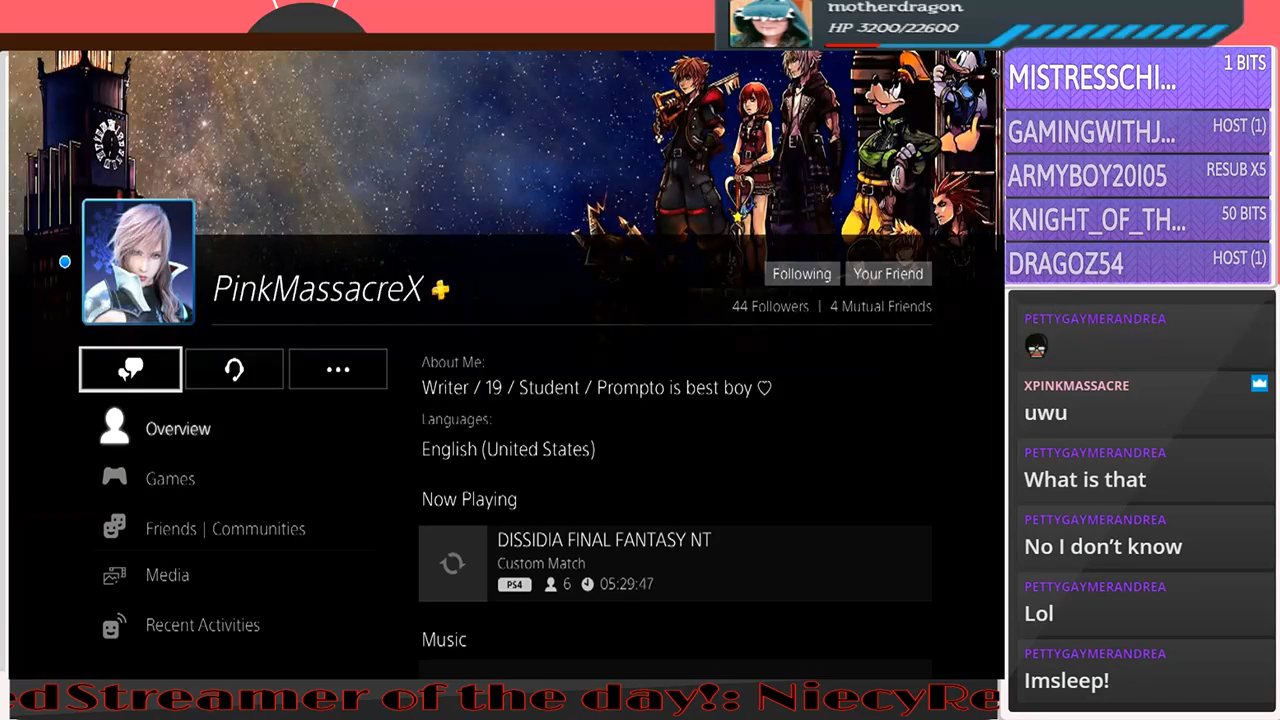 motherdragon
HP 3200/22600
MISTRESSCHI... 1 BITS
GAMINGWITHJ... HOST (1)
ARMYBOY20105 RESUB X5
KNIGHT_OF_TH... 50 BITS
DRAGOZ54 HOST (1)
PinkMassacreX
Following Your Friend
44 Followers | 4 Mutual Friends
About Me:
Writer / 19 / Student / Prompto is best boy ♡
Languages:
English (United States)
Now Playing
DISSIDIA FINAL FANTASY NT
Custom Match
PS4 6 05:29:47
Music
Overview
Games
Friends | Communities
Media
Recent Activities
PETTYGAYMERANDREA
XPINKMASSACRE
uwu
PETTYGAYMERANDREA
What is that
PETTYGAYMERANDREA
No I don't know
PETTYGAYMERANDREA
Lol
PETTYGAYMERANDREA
Imsleep!
edStreamer of the day!: NiecyRe